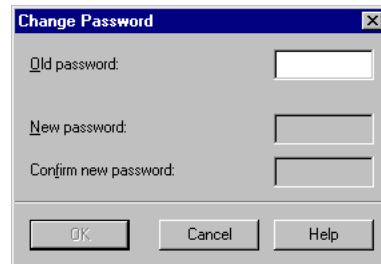 Change Password
Old password:
New password:
Confirm new password:
OK
Cancel
Help